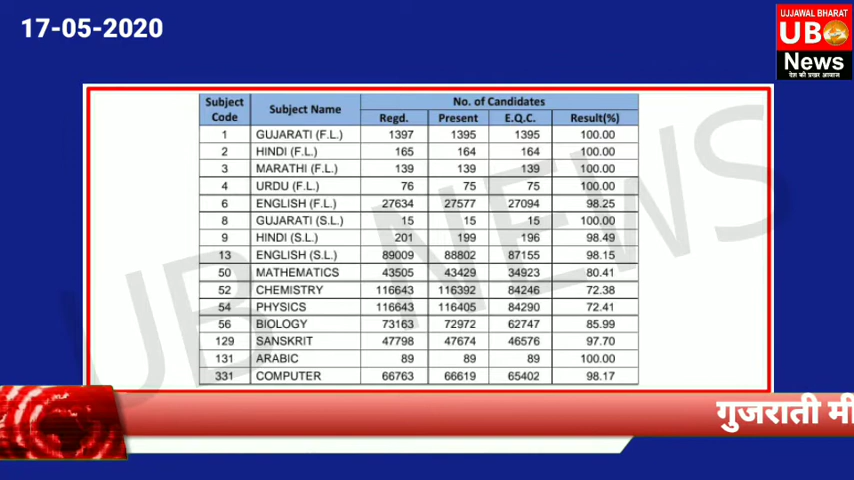 17-05-2020
UJJAWAL BHARAT
UB
News
देश की प्रखर आवाज
Subject Code Subject Name No. of Candidates
Regd. Present E.Q.C. Result(%)
1 GUJARATI (F.L.) 1397 1395 1395 100.00
2 HINDI (F.L.) 165 164 164 100.00
3 MARATHI (F.L.) 139 139 139 100.00
4 URDU (F.L.) 76 75 75 100.00
6 ENGLISH (F.L.) 27634 27577 27094 98.25
8 GUJARATI (S.L.) 15 15 15 100.00
9 HINDI (S.L.) 201 199 196 98.49
13 ENGLISH (S.L.) 89009 88802 87155 98.15
50 MATHEMATICS 43505 43429 34923 80.41
52 CHEMISTRY 116643 116392 84246 72.38
54 PHYSICS 116643 116405 84290 72.41
56 BIOLOGY 73163 72972 62747 85.99
129 SANSKRIT 47798 47674 46576 97.70
131 ARABIC 89 89 89 100.00
331 COMPUTER 66763 66619 65402 98.17
UB NEWS
गुजराती मी